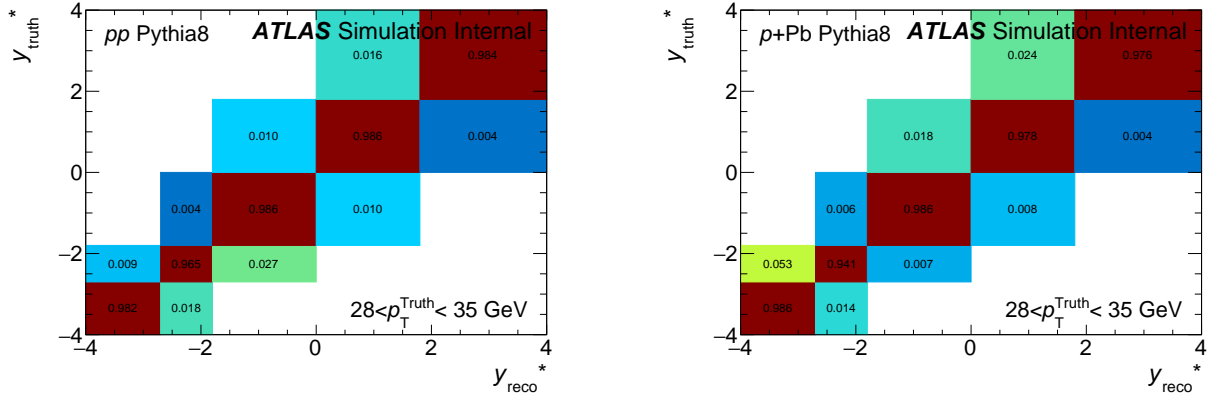 pp Pythia8 ATLAS Simulation Internal
0.016 0.984
0.010 0.986 0.004
0.004 0.986 0.010
0.009 0.965 0.027
0.982 0.018
28<p_T^Truth< 35 GeV
4
2
0
−2
−4
−4 −2 0 2 4
y_truth*
y_reco*
p+Pb Pythia8 ATLAS Simulation Internal
0.024 0.976
0.018 0.978 0.004
0.006 0.986 0.008
0.053 0.941 0.007
0.986 0.014
28<p_T^Truth< 35 GeV
4
2
0
−2
−4
−4 −2 0 2 4
y_truth*
y_reco*